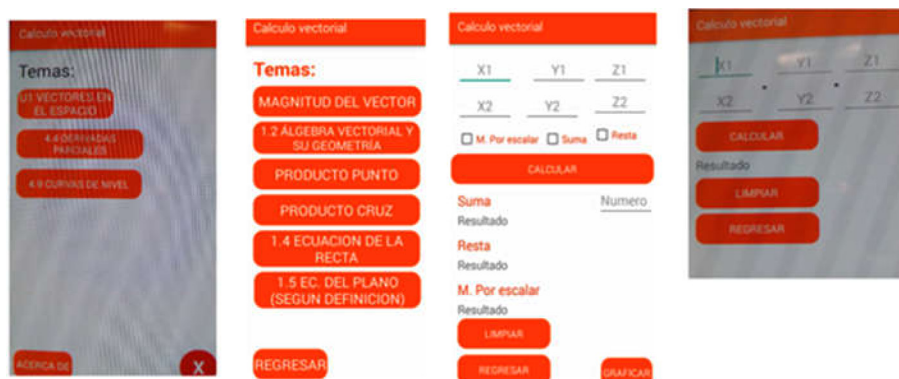 Calculo vectorial
Temas:
U1 VECTORES EN
EL ESPACIO
4.4 DERIVADAS
PARCIALES
4.9 CURVAS DE NIVEL
ACERCA DE
X
Calculo vectorial
Temas:
MAGNITUD DEL VECTOR
1.2 ÁLGEBRA VECTORIAL Y
SU GEOMETRÍA
PRODUCTO PUNTO
PRODUCTO CRUZ
1.4 ECUACION DE LA
RECTA
1.5 EC. DEL PLANO
(SEGUN DEFINICION)
REGRESAR
Calculo vectorial
X1 Y1 Z1
X2 Y2 Z2
M. Por escalar Suma Resta
CALCULAR
Suma Numero
Resultado
Resta
Resultado
M. Por escalar
Resultado
LIMPIAR
REGRESAR GRAFICAR
Calculo vectorial
X1 Y1 Z1
X2 Y2 Z2
CALCULAR
Resultado
LIMPIAR
REGRESAR